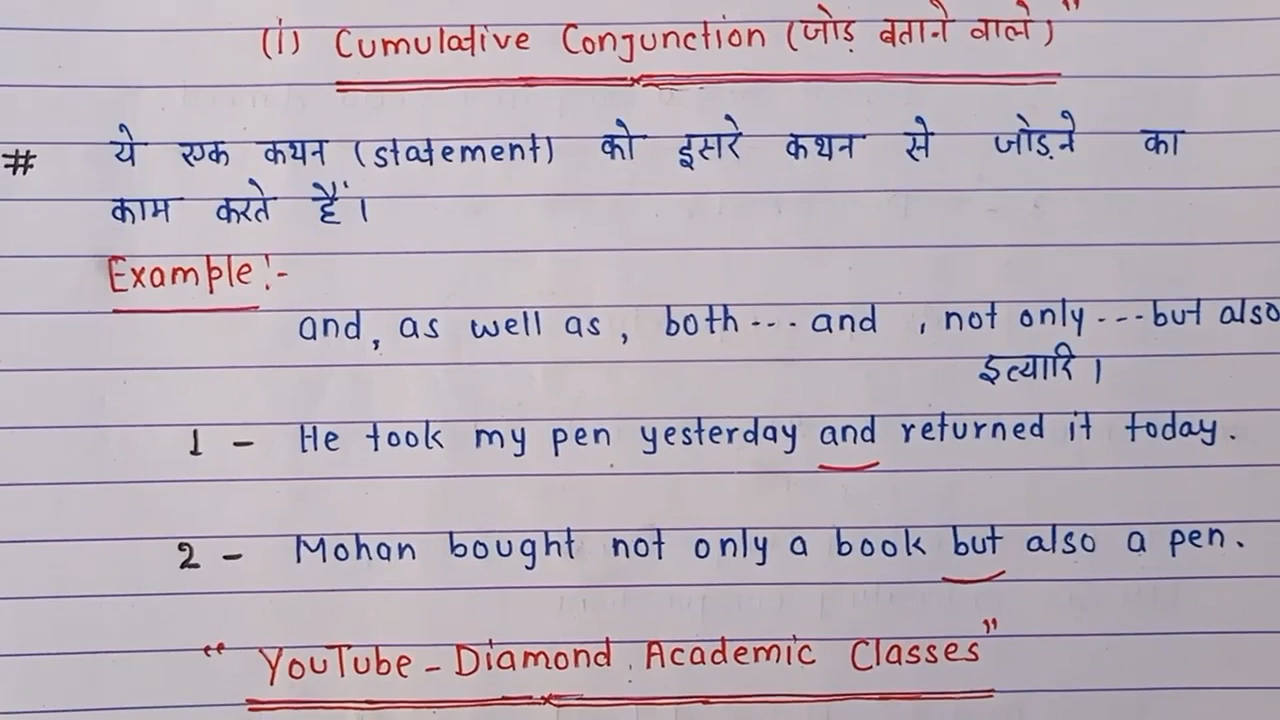 (i) Cumulative Conjunction (जोड़ बताने वाले)"
# ये एक कथन (statement) को इसरे कथन से जोड़ने का
काम करते हैं।
Example:-
and, as well as, both --- and , not only --- but also
इत्यादि।
1 - He took my pen yesterday and returned it today.
2 - Mohan bought not only a book but also a pen.
"YouTube - Diamond Academic Classes"